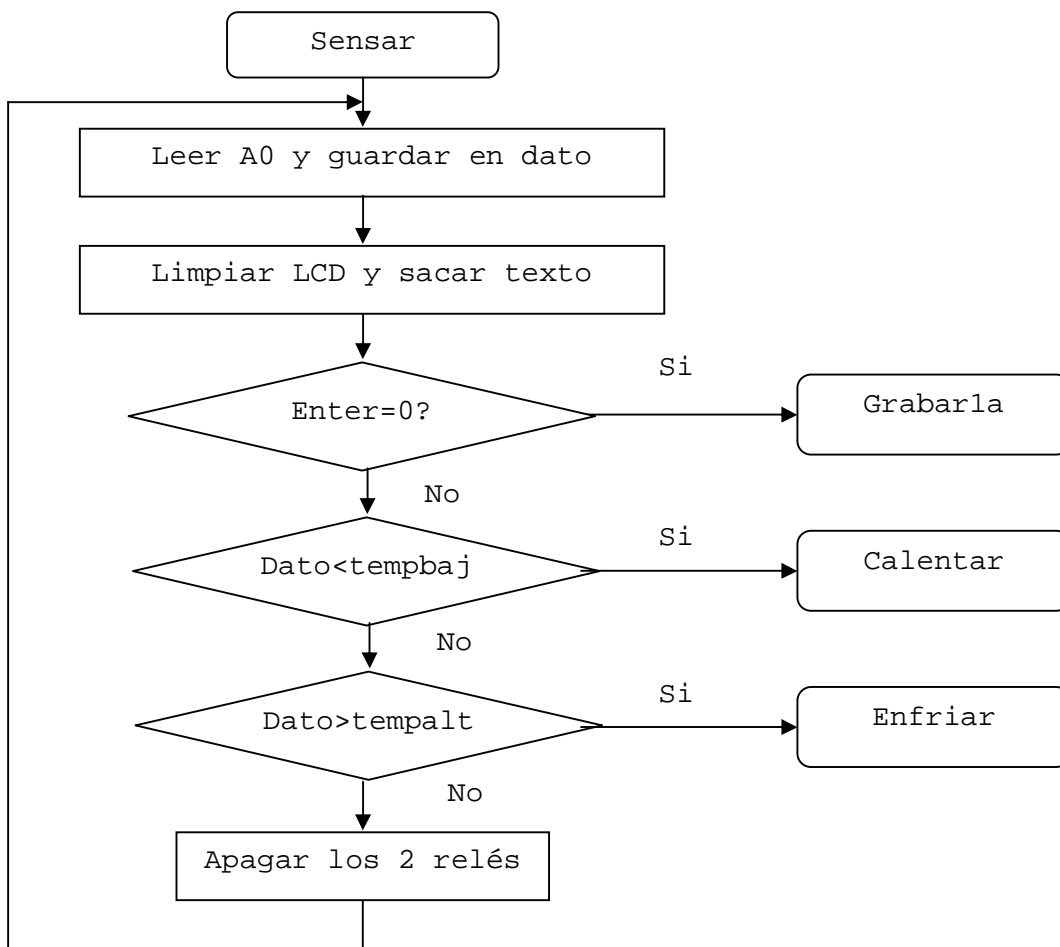 Sensar
Leer A0 y guardar en dato
Limpiar LCD y sacar texto
Enter=0?
Si
Grabar1a
No
Dato<tempbaj
Si
Calentar
No
Dato>tempalt
Si
Enfriar
No
Apagar los 2 relés